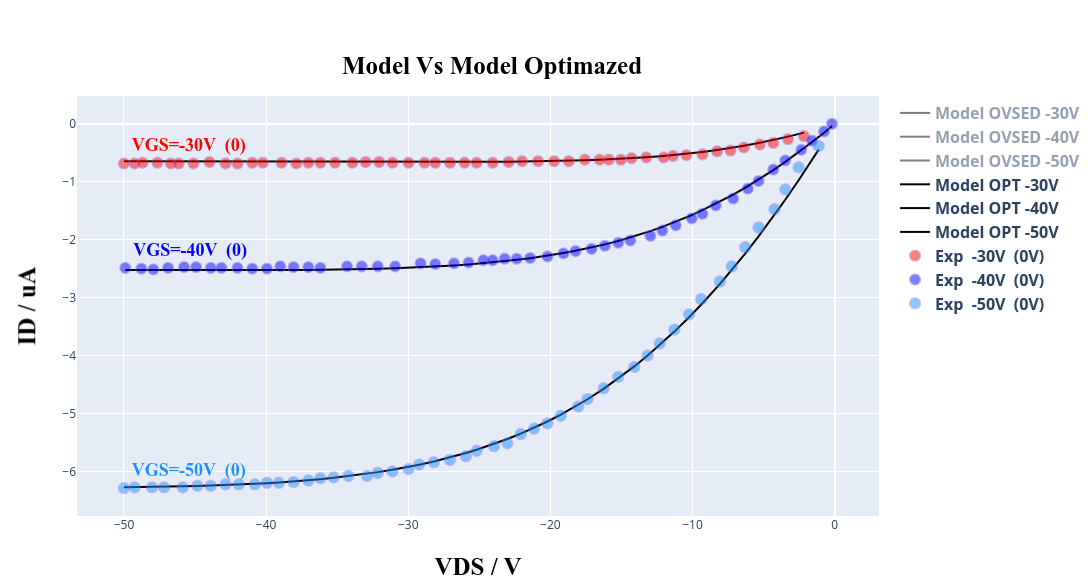 Model Vs Model Optimazed
ID / uA
0
−1
−2
−3
−4
−5
−6
VGS=-30V  (0)
VGS=-40V  (0)
VGS=-50V  (0)
−50
−40
−30
−20
−10
0
VDS / V
Model OVSED -30V
Model OVSED -40V
Model OVSED -50V
Model OPT -30V
Model OPT -40V
Model OPT -50V
Exp  -30V  (0V)
Exp  -40V  (0V)
Exp  -50V  (0V)